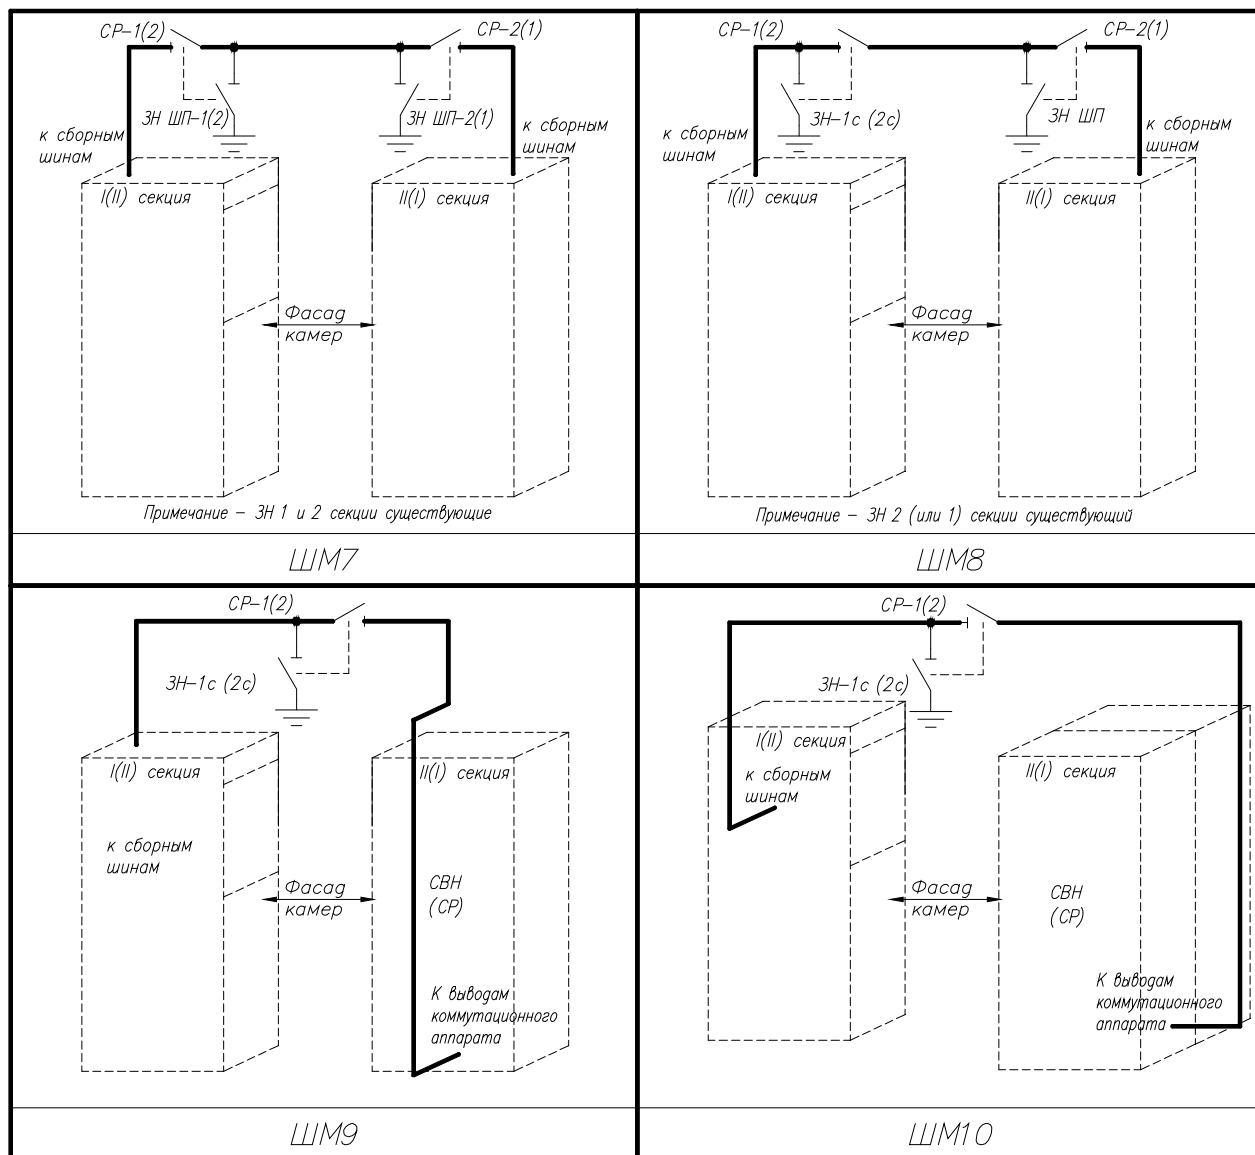 СР-1(2)
СР-2(1)
ЗН ШП-1(2)
ЗН ШП-2(1)
к сборным
шинам
к сборным
шинам
I(II) секция
II(I) секция
Фасад
камер
Примечание - ЗН 1 и 2 секции существующие
ШМ7
СР-1(2)
СР-2(1)
ЗН-1с (2с)
ЗН ШП
к сборным
шинам
к сборным
шинам
I(II) секция
II(I) секция
Фасад
камер
Примечание - ЗН 2 (или 1) секции существующий
ШМ8
СР-1(2)
ЗН-1с (2с)
I(II) секция
II(I) секция
к сборным
шинам
Фасад
камер
СВН
(СР)
К выводам
коммутационного
аппарата
ШМ9
СР-1(2)
ЗН-1с (2с)
I(II) секция
к сборным
шинам
II(I) секция
Фасад
камер
СВН
(СР)
К выводам
коммутационного
аппарата
ШМ10